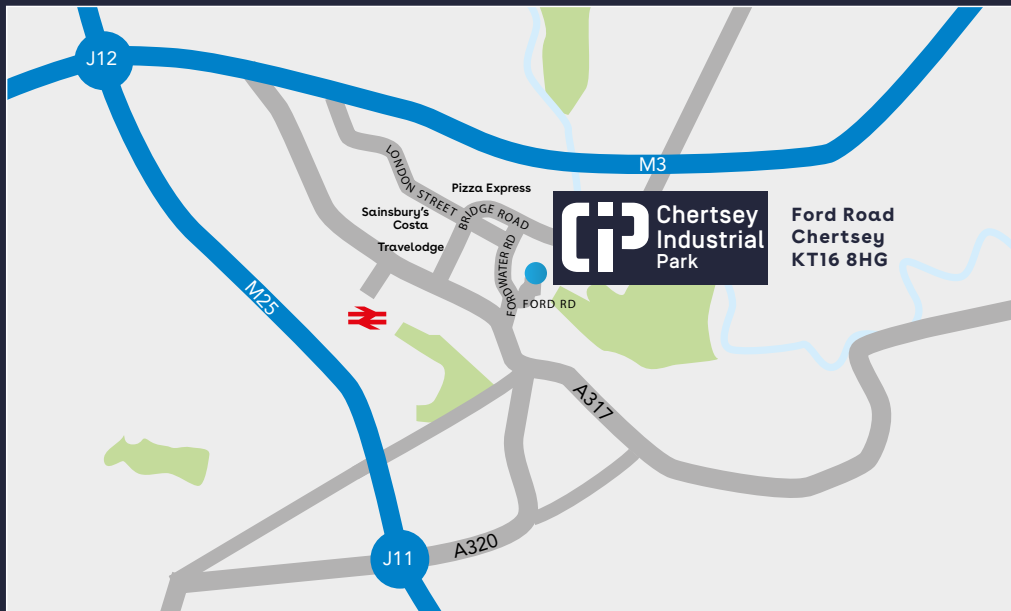 J12
M3
LONDON STREET
Pizza Express
BRIDGE ROAD
Sainsbury's
Costa
Travelodge
FORDWATER RD
FORD RD
Chertsey
Industrial
Park
Ford Road
Chertsey
KT16 8HG
M25
A317
A320
J11